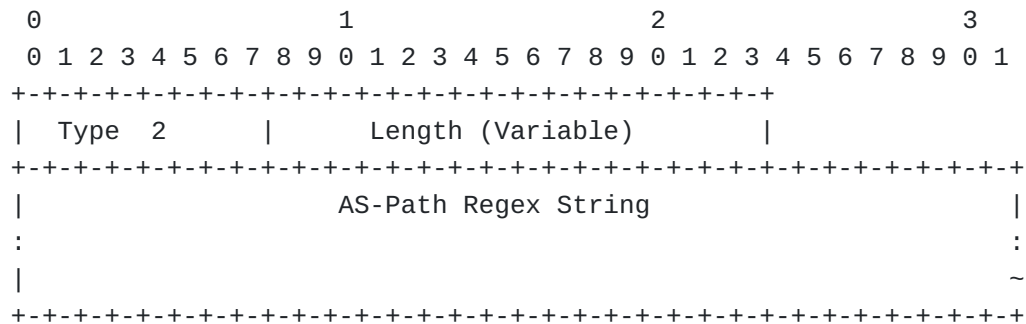 0                   1                   2                   3
 0 1 2 3 4 5 6 7 8 9 0 1 2 3 4 5 6 7 8 9 0 1 2 3 4 5 6 7 8 9 0 1
+-+-+-+-+-+-+-+-+-+-+-+-+-+-+-+-+-+-+-+-+-+-+-+-+
|  Type  2      |      Length (Variable)        |
+-+-+-+-+-+-+-+-+-+-+-+-+-+-+-+-+-+-+-+-+-+-+-+-+-+-+-+-+-+-+-+-+
|                    AS-Path Regex String                       |
:                                                               :
|                                                               ~
+-+-+-+-+-+-+-+-+-+-+-+-+-+-+-+-+-+-+-+-+-+-+-+-+-+-+-+-+-+-+-+-+